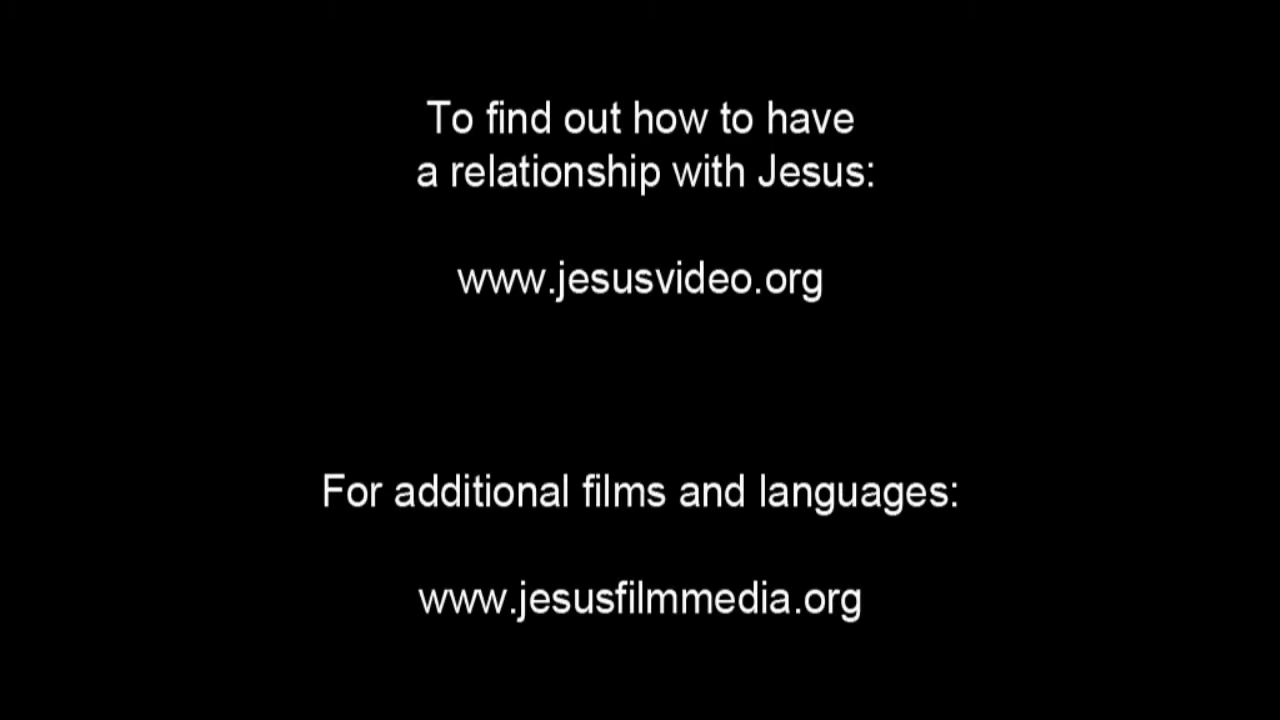 To find out how to have
a relationship with Jesus:
www.jesusvideo.org
For additional films and languages:
www.jesusfilmmedia.org